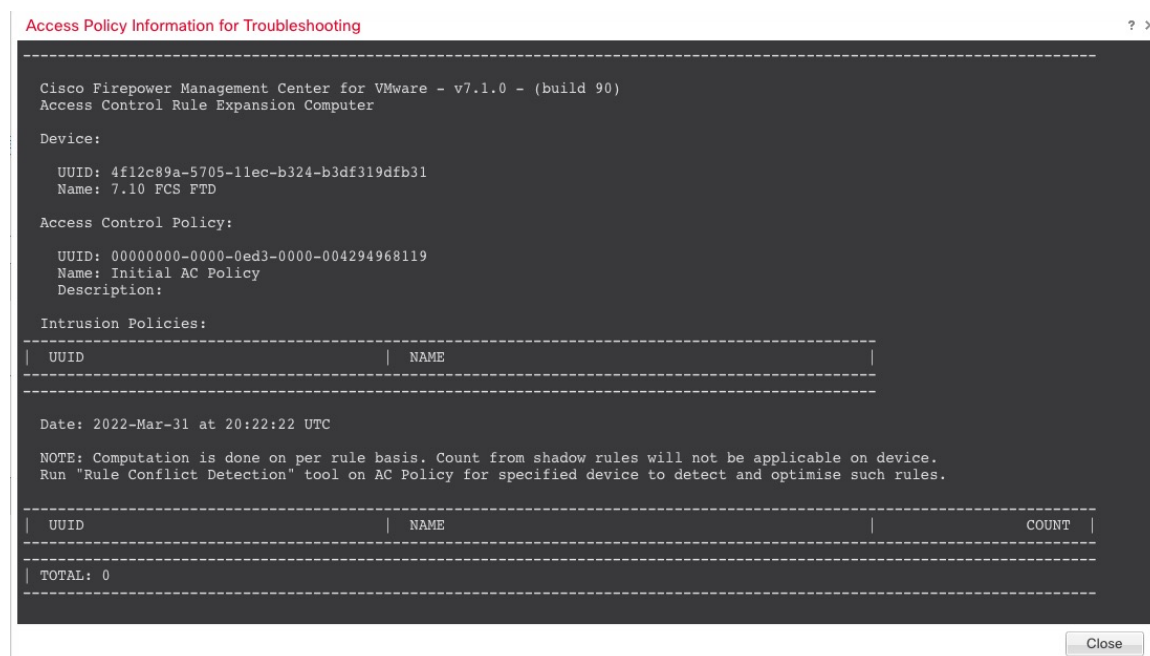 Access Policy Information for Troubleshooting
? ×
Cisco Firepower Management Center for VMware - v7.1.0 - (build 90)
Access Control Rule Expansion Computer
Device:
UUID: 4f12c89a-5705-11ec-b324-b3df319dfb31
Name: 7.10 FCS FTD
Access Control Policy:
UUID: 00000000-0000-0ed3-0000-004294968119
Name: Initial AC Policy
Description:
Intrusion Policies:
| UUID | NAME |
Date: 2022-Mar-31 at 20:22:22 UTC
NOTE: Computation is done on per rule basis. Count from shadow rules will not be applicable on device.
Run "Rule Conflict Detection" tool on AC Policy for specified device to detect and optimise such rules.
| UUID | NAME | COUNT |
| TOTAL: 0
Close